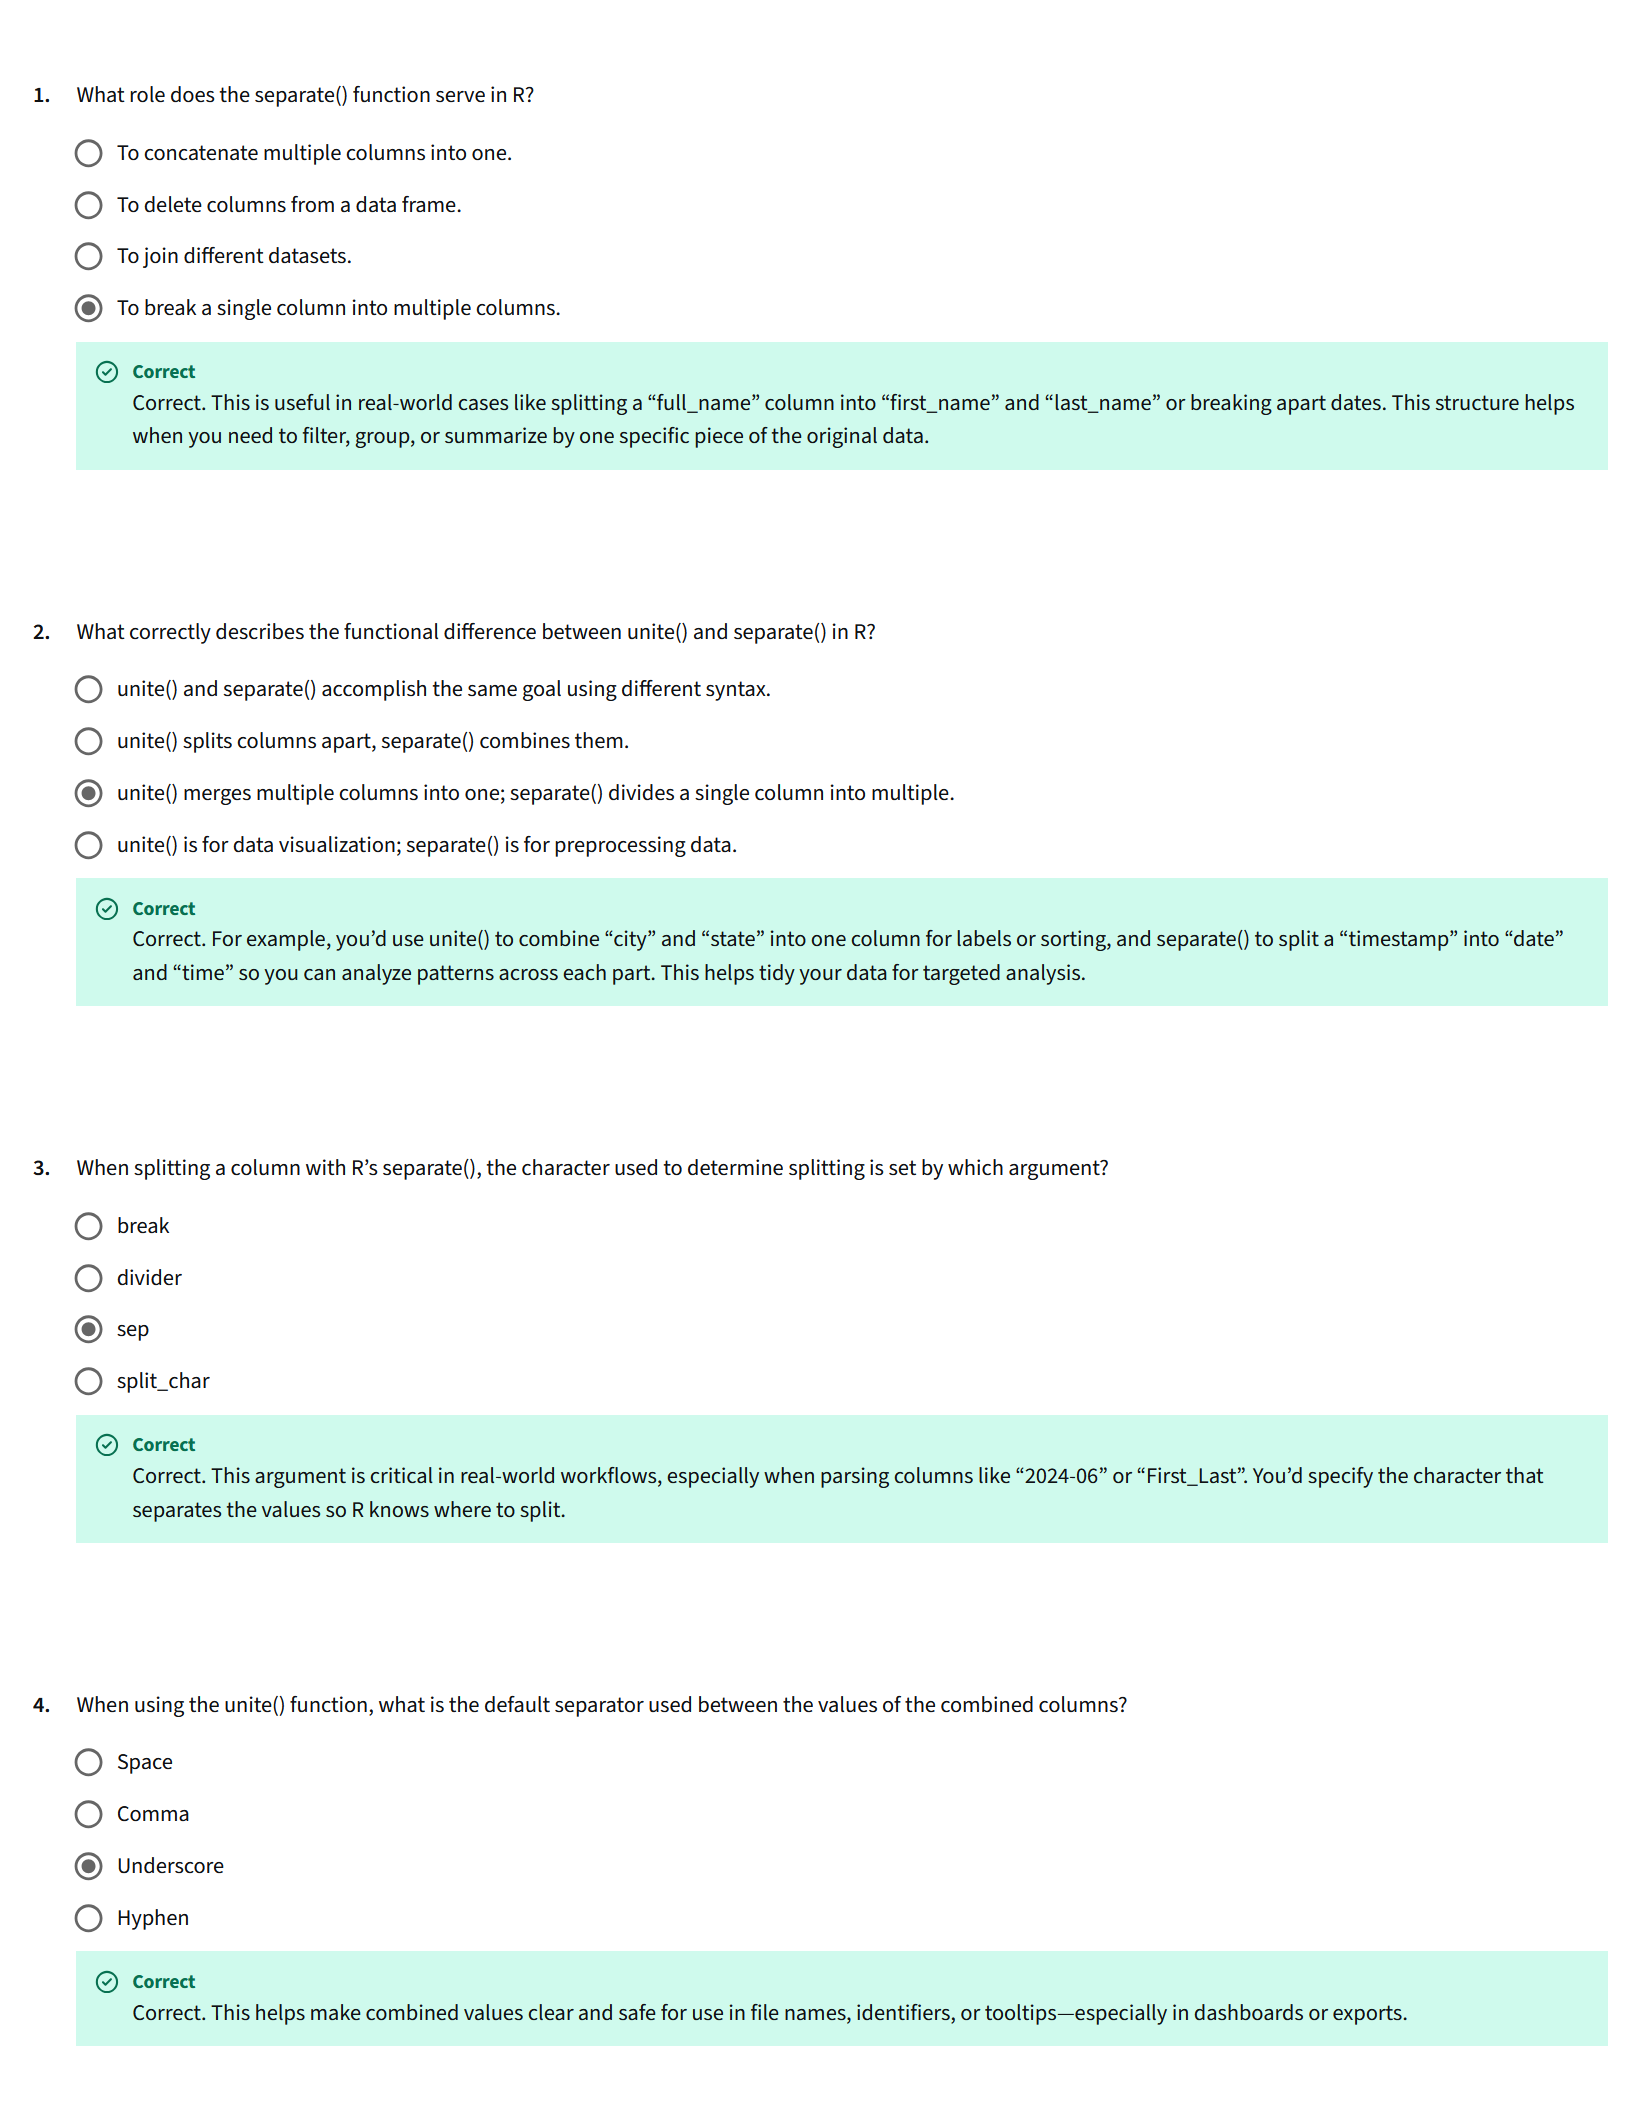 1. What role does the separate() function serve in R?
To concatenate multiple columns into one.
To delete columns from a data frame.
To join different datasets.
To break a single column into multiple columns.
Correct
Correct. This is useful in real-world cases like splitting a “full_name” column into “first_name” and “last_name” or breaking apart dates. This structure helps
when you need to filter, group, or summarize by one specific piece of the original data.
2. What correctly describes the functional difference between unite() and separate() in R?
unite() and separate() accomplish the same goal using different syntax.
unite() splits columns apart, separate() combines them.
unite() merges multiple columns into one; separate() divides a single column into multiple.
unite() is for data visualization; separate() is for preprocessing data.
Correct
Correct. For example, you’d use unite() to combine “city” and “state” into one column for labels or sorting, and separate() to split a “timestamp” into “date”
and “time” so you can analyze patterns across each part. This helps tidy your data for targeted analysis.
3. When splitting a column with R’s separate(), the character used to determine splitting is set by which argument?
break
divider
sep
split_char
Correct
Correct. This argument is critical in real-world workflows, especially when parsing columns like “2024-06” or “First_Last”. You’d specify the character that
separates the values so R knows where to split.
4. When using the unite() function, what is the default separator used between the values of the combined columns?
Space
Comma
Underscore
Hyphen
Correct
Correct. This helps make combined values clear and safe for use in file names, identifiers, or tooltips—especially in dashboards or exports.